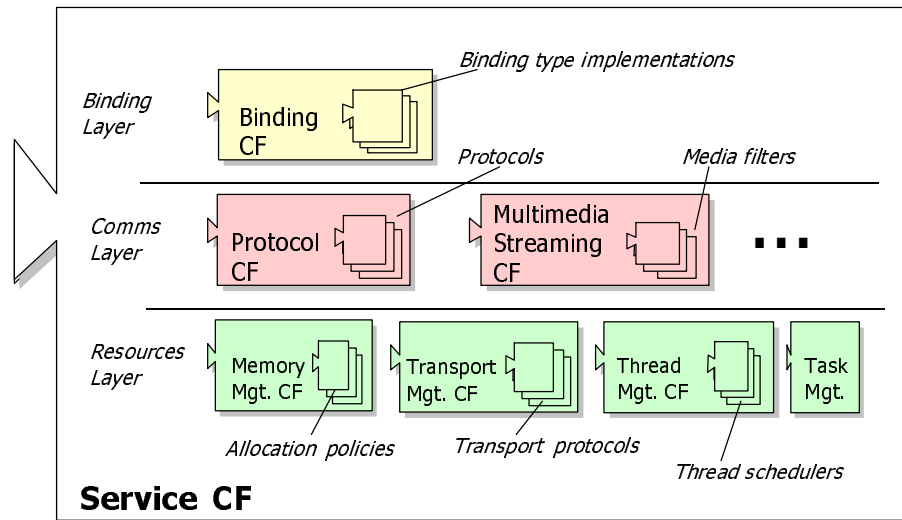 Binding type implementations
Binding
Layer
Binding
CF
Protocols
Media filters
Comms
Layer
Protocol
CF
Multimedia
Streaming
CF
...
Resources
Layer
Memory
Mgt. CF
Transport
Mgt. CF
Thread
Mgt. CF
Task
Mgt.
Allocation policies
Transport protocols
Thread schedulers
Service CF